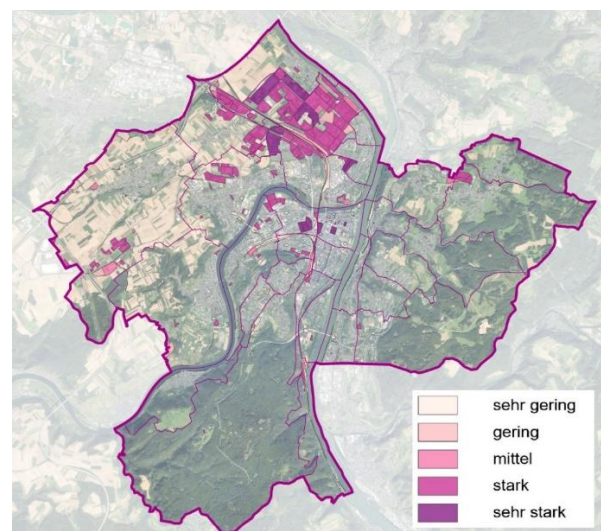 sehr gering
gering
mittel
stark
sehr stark